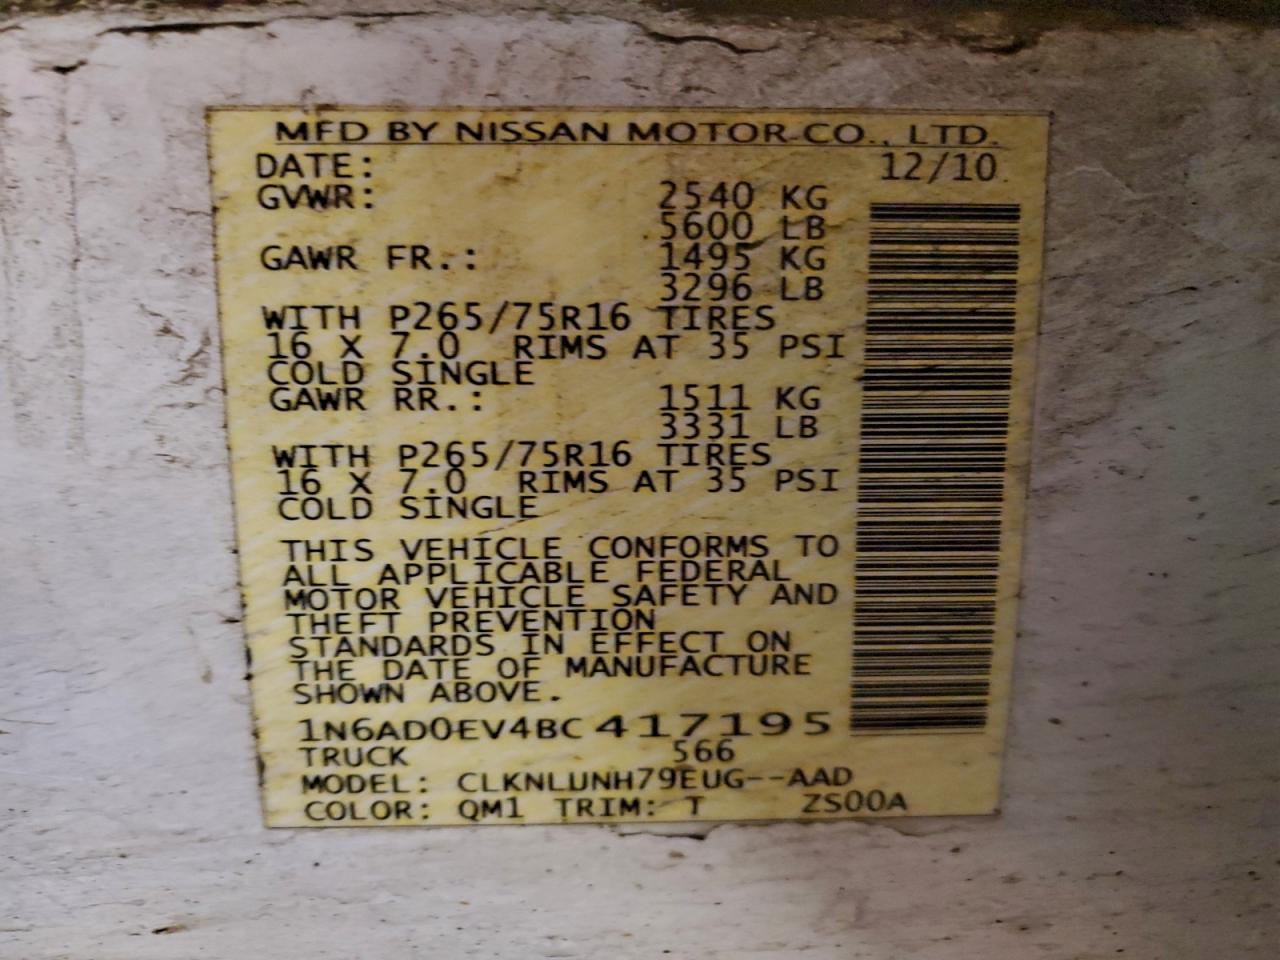 MFD BY NISSAN MOTOR CO., LTD.
DATE: 12/10
GVWR: 2540 KG
5600 LB
GAWR FR.: 1495 KG
3296 LB
WITH P265/75R16 TIRES
16 X 7.0 RIMS AT 35 PSI
COLD SINGLE
GAWR RR.: 1511 KG
3331 LB
WITH P265/75R16 TIRES
16 X 7.0 RIMS AT 35 PSI
COLD SINGLE
THIS VEHICLE CONFORMS TO
ALL APPLICABLE FEDERAL
MOTOR VEHICLE SAFETY AND
THEFT PREVENTION
STANDARDS IN EFFECT ON
THE DATE OF MANUFACTURE
SHOWN ABOVE.
1N6AD0EV4BC417195
TRUCK 566
MODEL: CLKNLUNH79EUG--AAD
COLOR: QM1 TRIM: T ZS00A